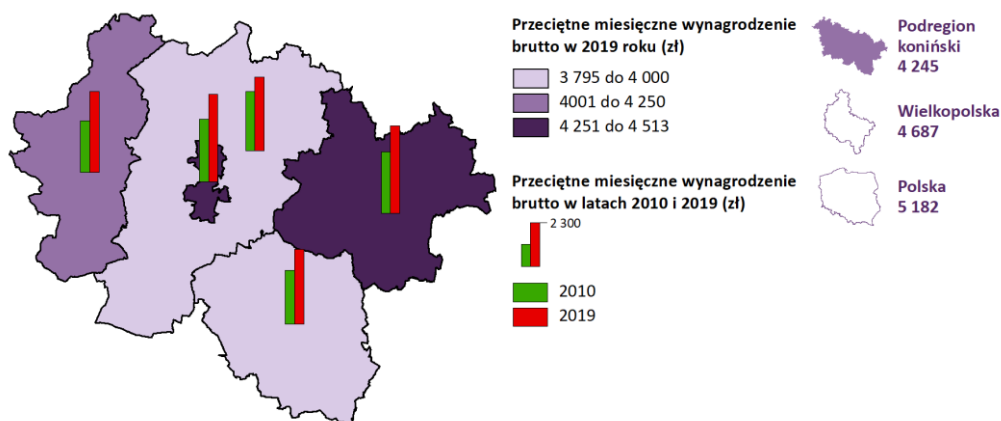 Przeciętne miesięczne wynagrodzenie
brutto w 2019 roku (zł)
3 795 do 4 000
4001 do 4 250
4 251 do 4 513
Przeciętne miesięczne wynagrodzenie
brutto w latach 2010 i 2019 (zł)
2 300
2010
2019
Podregion
koniński
4 245
Wielkopolska
4 687
Polska
5 182